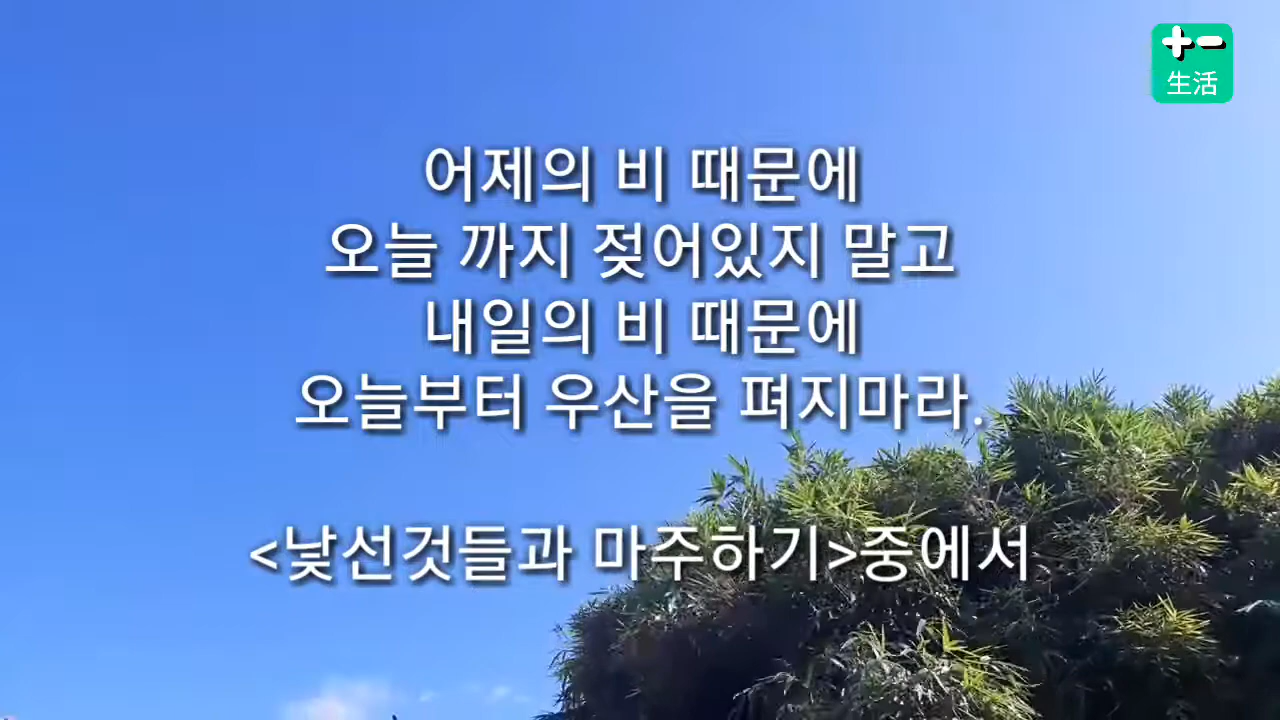 +-
生活
어제의 비 때문에
오늘 까지 젖어있지 말고
내일의 비 때문에
오늘부터 우산을 펴지마라.
<낯선것들과 마주하기>중에서